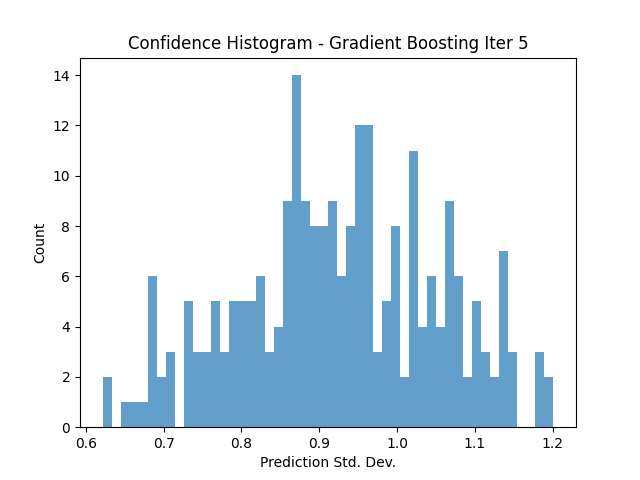 Confidence Histogram - Gradient Boosting Iter 5
14
12
10
8
6
4
2
0
Count
0.6 0.7 0.8 0.9 1.0 1.1 1.2
Prediction Std. Dev.